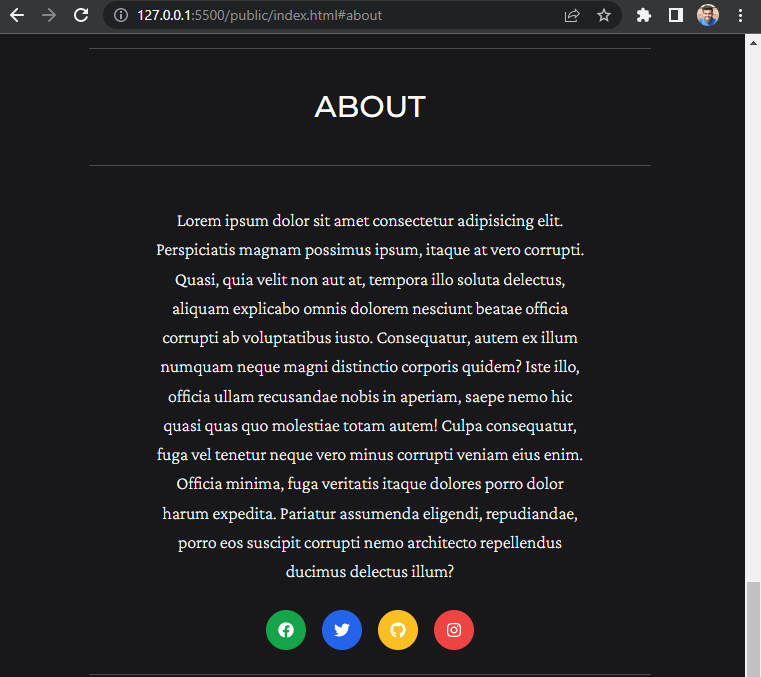 127.0.0.1:5500/public/index.html#about
ABOUT
Lorem ipsum dolor sit amet consectetur adipisicing elit.
Perspiciatis magnam possimus ipsum, itaque at vero corrupti.
Quasi, quia velit non aut at, tempora illo soluta delectus,
aliquam explicabo omnis dolorem nesciunt beatae officia
corrupti ab voluptatibus iusto. Consequatur, autem ex illum
numquam neque magni distinctio corporis quidem? Iste illo,
officia ullam recusandae nobis in aperiam, saepe nemo hic
quasi quas quo molestiae totam autem! Culpa consequatur,
fuga vel tenetur neque vero minus corrupti veniam eius enim.
Officia minima, fuga veritatis itaque dolores porro dolor
harum expedita. Pariatur assumenda eligendi, repudiandae,
porro eos suscipit corrupti nemo architecto repellendus
ducimus delectus illum?